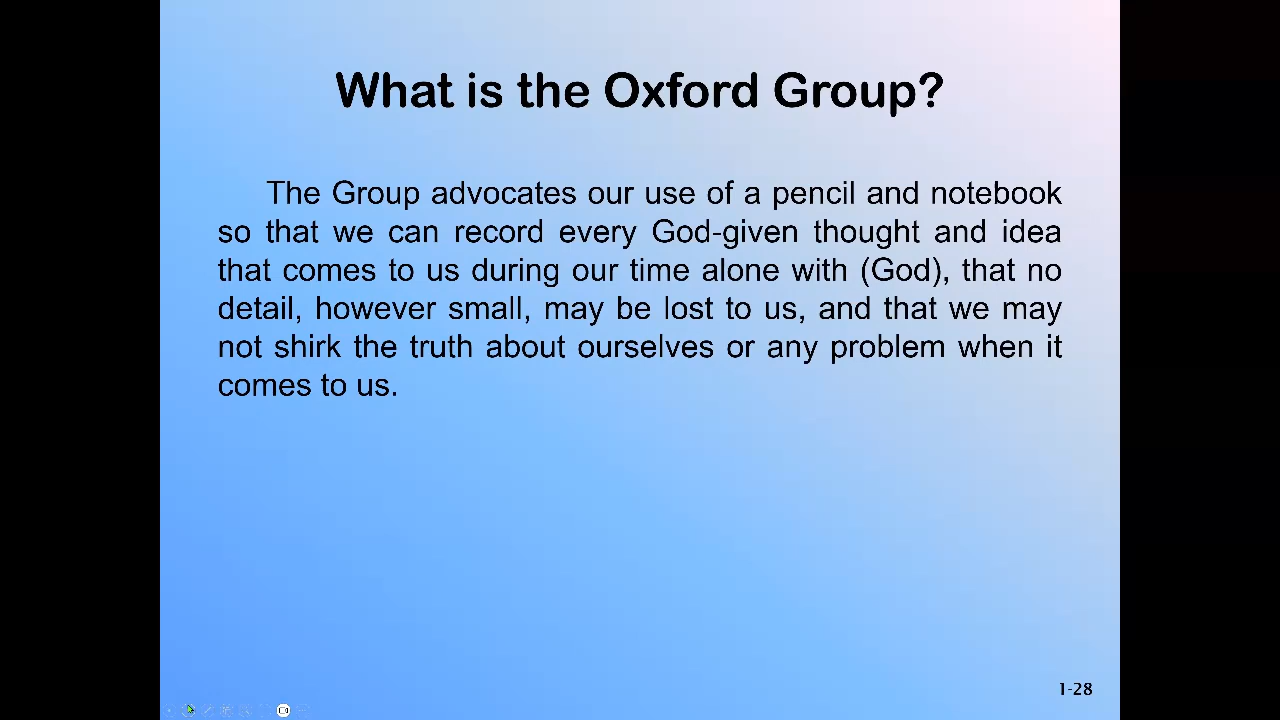 What is the Oxford Group?
The Group advocates our use of a pencil and notebook
so that we can record every God-given thought and idea
that comes to us during our time alone with (God), that no
detail, however small, may be lost to us, and that we may
not shirk the truth about ourselves or any problem when it
comes to us.
1-28